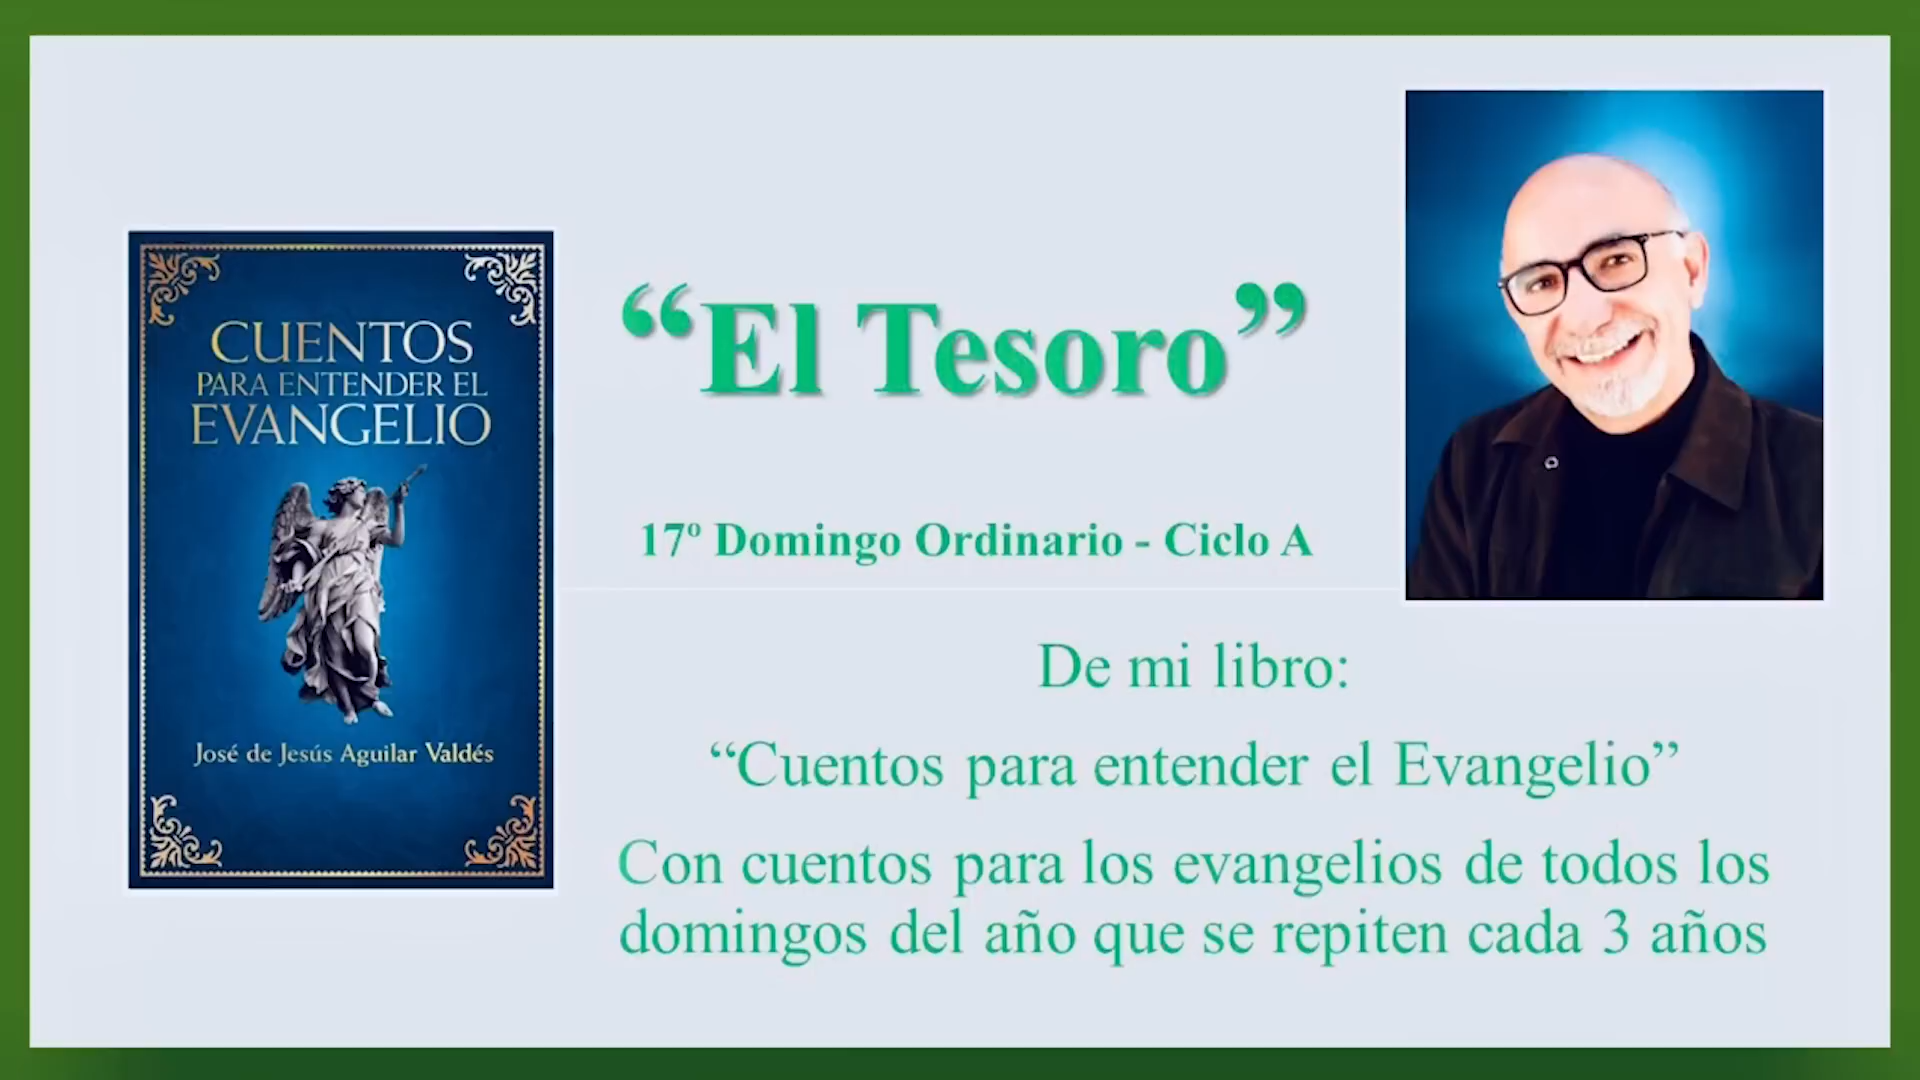 CUENTOS
PARA ENTENDER EL
EVANGELIO
José de Jesús Aguilar Valdés
“El Tesoro”
17º Domingo Ordinario - Ciclo A
De mi libro:
“Cuentos para entender el Evangelio”
Con cuentos para los evangelios de todos los
domingos del año que se repiten cada 3 años